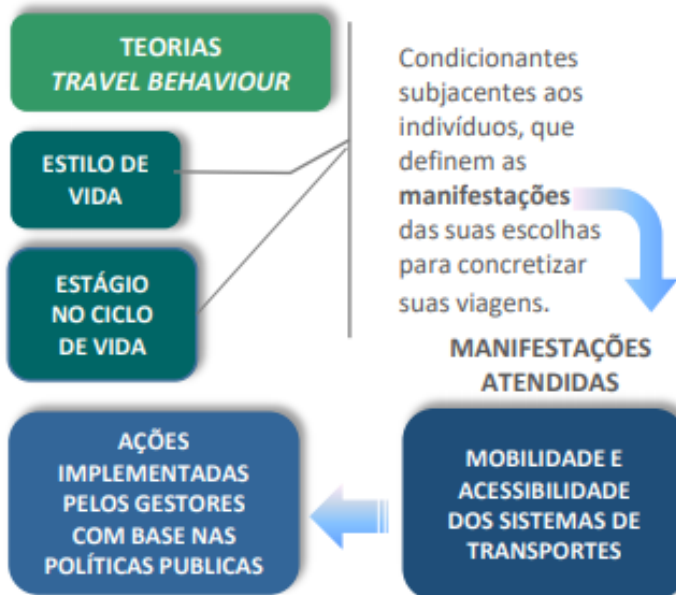 TEORIAS
TRAVEL BEHAVIOUR
ESTILO DE
VIDA
ESTÁGIO
NO CICLO
DE VIDA
Condicionantes
subjacentes aos
indivíduos, que
definem as
manifestações
das suas escolhas
para concretizar
suas viagens.
MANIFESTAÇÕES
ATENDIDAS
MOBILIDADE E
ACESSIBILIDADE
DOS SISTEMAS DE
TRANSPORTES
AÇÕES
IMPLEMENTADAS
PELOS GESTORES
COM BASE NAS
POLÍTICAS PUBLICAS